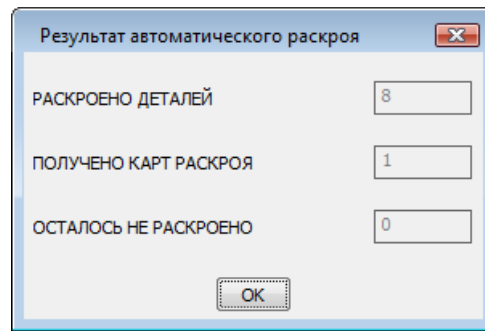 Результат автоматического раскроя
РАСКРОЕНО ДЕТАЛЕЙ 8
ПОЛУЧЕНО КАРТ РАСКРОЯ 1
ОСТАЛОСЬ НЕ РАСКРОЕНО 0
OK